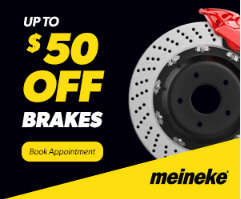 UP TO
$50
OFF
BRAKES
Book Appointment
meineke